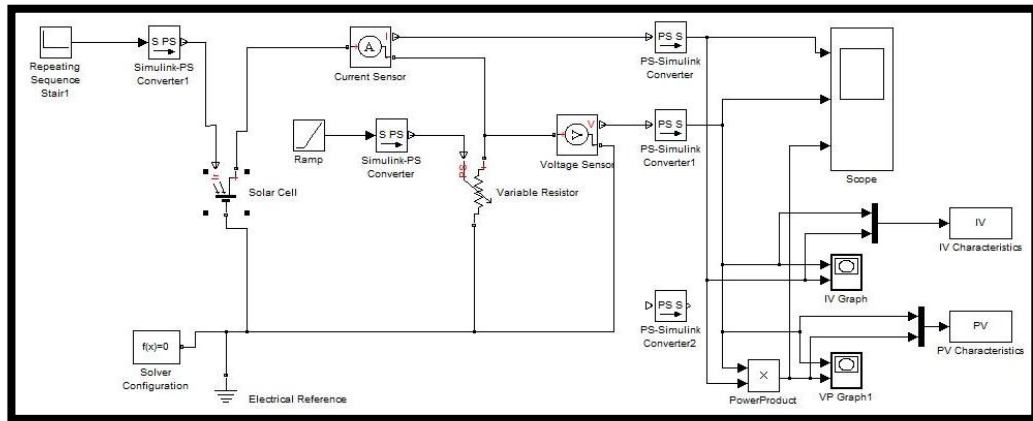 Repeating
Sequence
Stair1
S PS
Simulink-PS
Converter1
A
I
Current Sensor
PS S
PS-Simulink
Converter
Scope
Ramp
S PS
Simulink-PS
Converter
PS
Variable Resistor
V
Voltage Sensor
PS S
PS-Simulink
Converter1
Solar Cell
IV
IV Characteristics
IV Graph
PS S
PS-Simulink
Converter2
PV
PV Characteristics
f(x)=0
Solver
Configuration
Electrical Reference
×
PowerProduct
VP Graph1